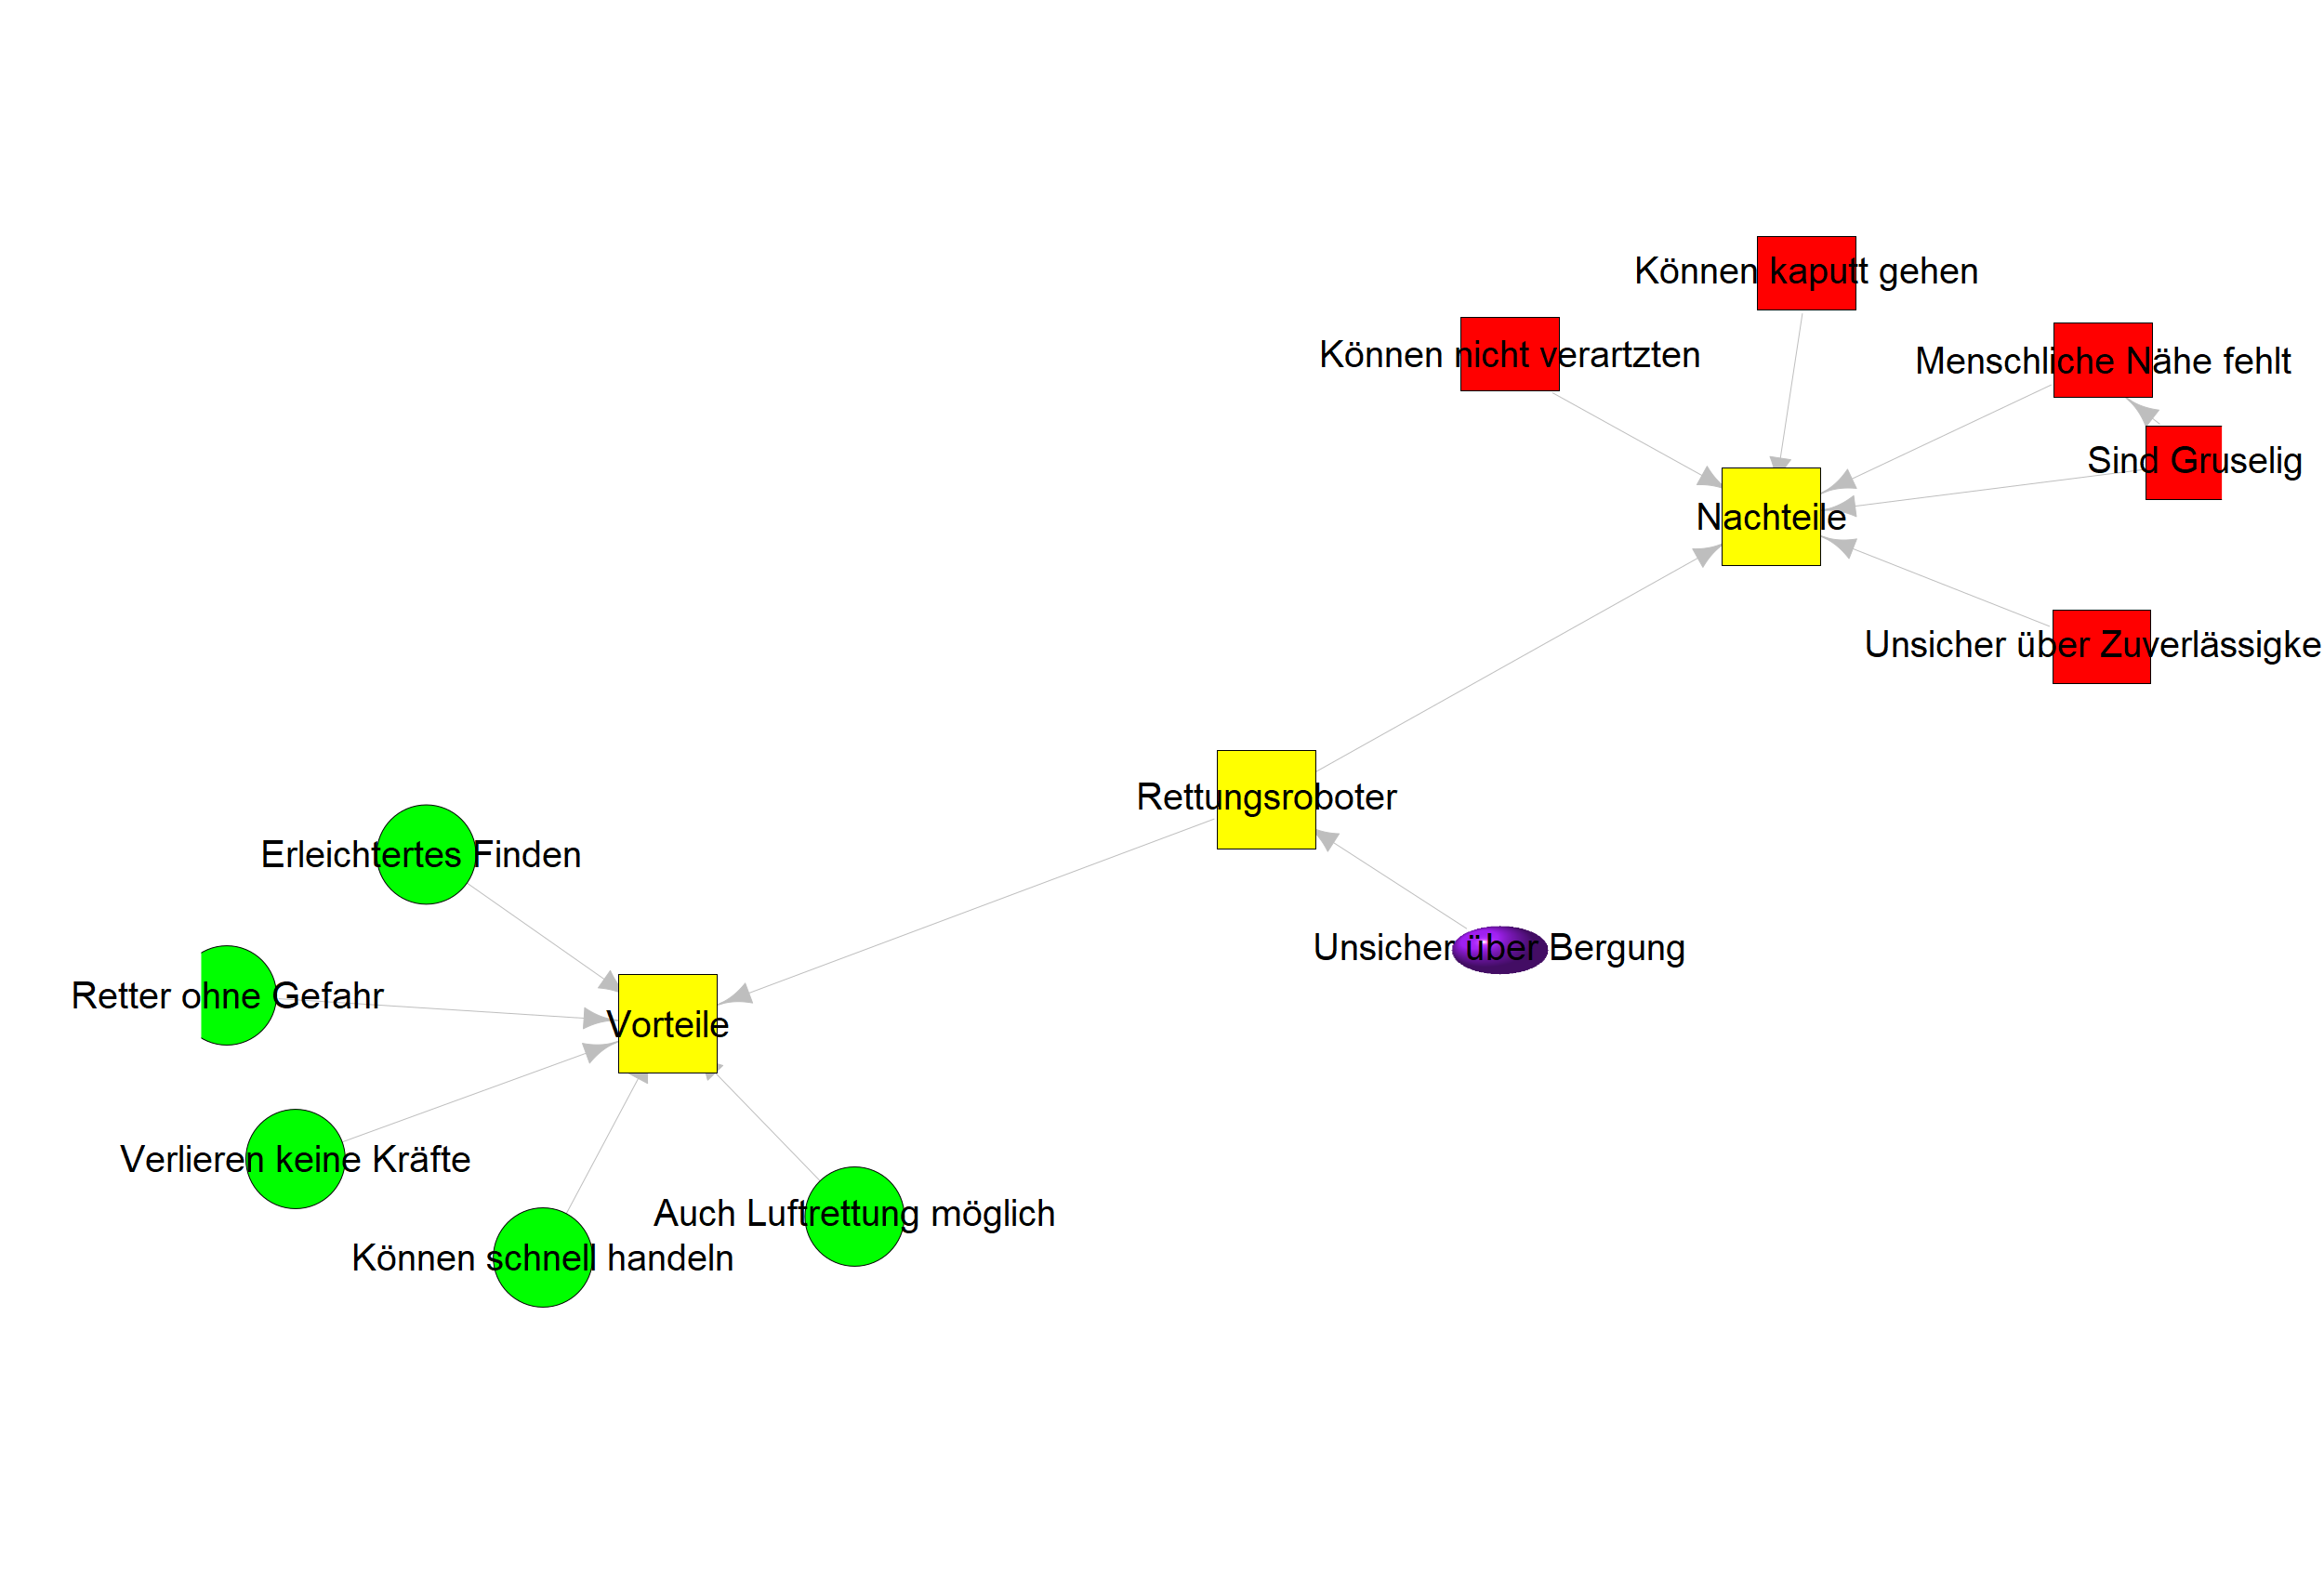 Können kaputt gehen
Können nicht verartzten
Menschliche Nähe fehlt
Sind Gruselig
Nachteile
Unsicher über Zuverlässigke
Rettungsroboter
Erleichtertes Finden
Unsicher über Bergung
Retter ohne Gefahr
Vorteile
Verlieren keine Kräfte
Auch Luftrettung möglich
Können schnell handeln